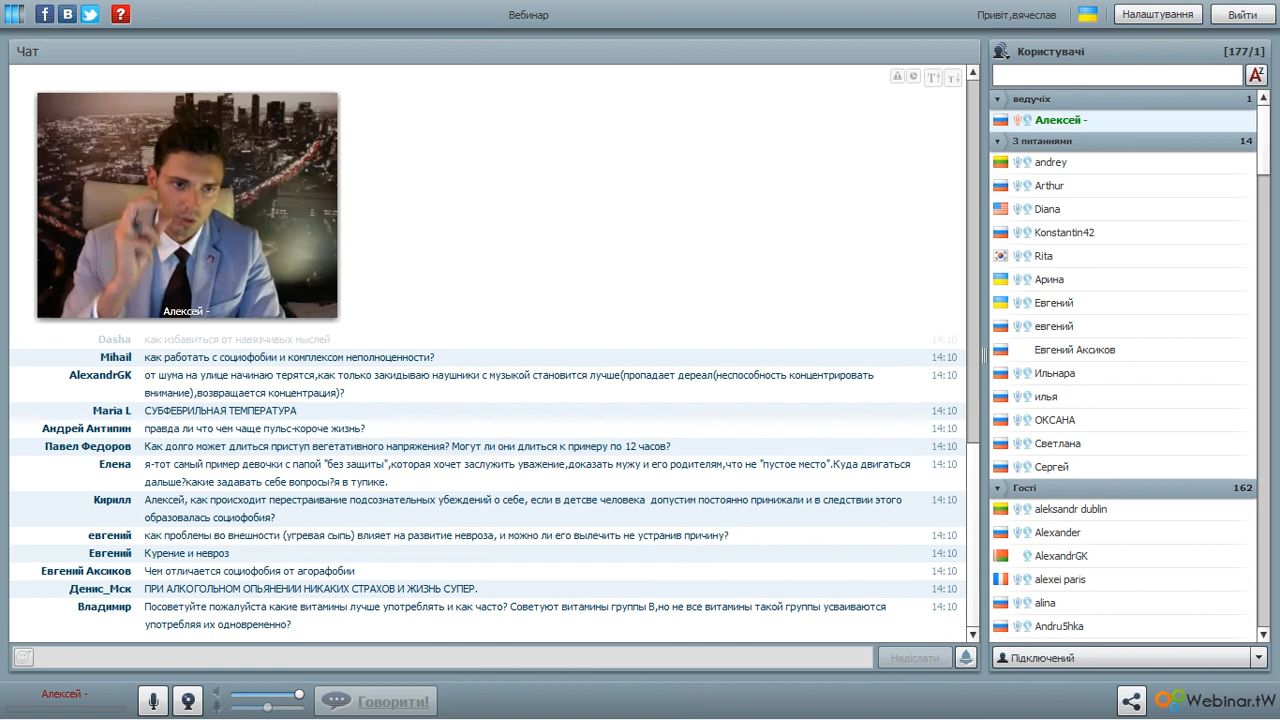 f B ?
Вебинар
Привіт,вячеслав
Налаштування
Вийти
Чат
T T
Алексей -
Dasha как избавиться от навязчивых мыслей 14:10
Mihail как работать с социофобии и комплексом неполноценности? 14:10
AlexandrGK от шума на улице начинаю терятся,как только закидываю наушники с музыкой становится лучше(пропадает дереал(неспособность концентрировать 14:10
внимание),возвращается концентрация)?
Maria L СУБФЕБРИЛЬНАЯ ТЕМПЕРАТУРА 14:10
Андрей Антипин правда ли что чем чаще пульс-короче жизнь? 14:10
Павел Федоров Как долго может длиться приступ вегетативного напряжения? Могут ли они длиться к примеру по 12 часов? 14:10
Елена я-тот самый пример девочки с папой "без защиты",которая хочет заслужить уважение,доказать мужу и его родителям,что не "пустое место".Куда двигаться 14:10
дальше?какие задавать себе вопросы?я в тупике.
Кирилл Алексей, как происходит перестраивание подсознательных убеждений о себе, если в детсве человека допустим постоянно принижали и в следствии этого 14:10
образовалась социофобия?
евгений как проблемы во внешности (угревая сыпь) влияет на развитие невроза, и можно ли его вылечить не устранив причину? 14:10
Евгений Курение и невроз 14:10
Евгений Аксиков Чем отличается социофобия от агорафобии 14:10
Денис_Мск ПРИ АЛКОГОЛЬНОМ ОПЬЯНЕНИИ НИКАКИХ СТРАХОВ И ЖИЗНЬ СУПЕР. 14:10
Владимир Посоветуйте пожалуйста какие витамины лучше употреблять и как часто? Советуют витамины группы В,но не все витамины такой группы усваиваются 14:10
употребляя их одновременно?
Надіслати
Користувачі [177/1]
AZ
ведучіх 1
Алексей -
З питаннями 14
andrey
Arthur
Diana
Konstantin42
Rita
Арина
Евгений
евгений
Евгений Аксиков
Ильнара
илья
ОКСАНА
Светлана
Сергей
Гості 162
aleksandr dublin
Alexander
AlexandrGK
alexei paris
alina
Andru5hka
Підключений
Алексей -
Говорити!
Webinar.tW